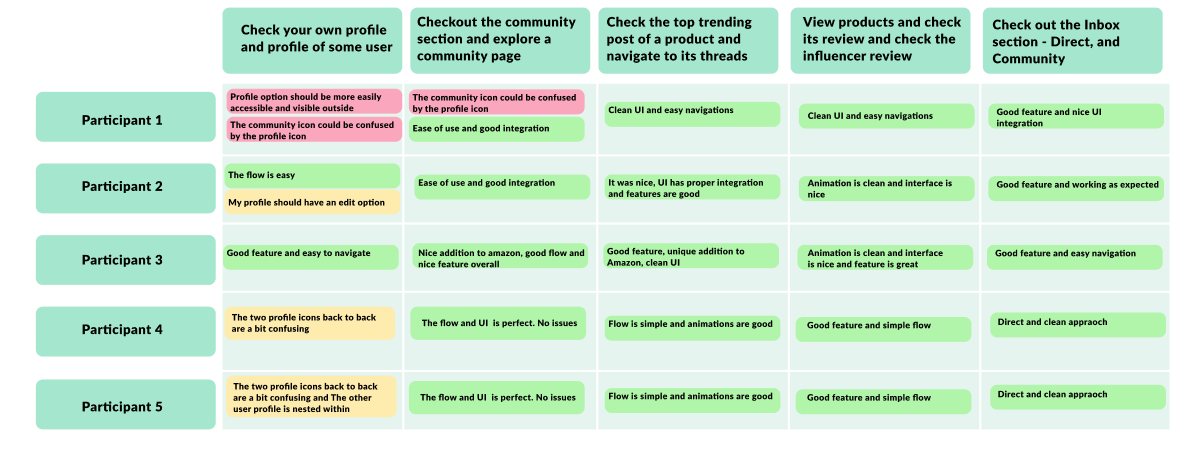 Check your own profile
and profile of some user
Checkout the community
section and explore a
community page
Check the top trending
post of a product and
navigate to its threads
View products and check
its review and check the
influencer review
Check out the Inbox
section - Direct, and
Community
Participant 1
Profile option should be more easily
accessible and visible outside
The community icon could be confused
by the profile icon
The community icon could be confused
by the profile icon
Ease of use and good integration
Clean UI and easy navigations
Clean UI and easy navigations
Good feature and nice UI
integration
Participant 2
The flow is easy
My profile should have an edit option
Ease of use and good integration
It was nice, UI has proper integration
and features are good
Animation is clean and interface is
nice
Good feature and working as expected
Participant 3
Good feature and easy to navigate
Nice addition to amazon, good flow and
nice feature overall
Good feature, unique addition to
Amazon, clean UI
Animation is clean and interface
is nice and feature is great
Good feature and easy navigation
Participant 4
The two profile icons back to back
are a bit confusing
The flow and UI is perfect. No issues
Flow is simple and animations are good
Good feature and simple flow
Direct and clean appraoch
Participant 5
The two profile icons back to back
are a bit confusing and The other
user profile is nested within
The flow and UI is perfect. No issues
Flow is simple and animations are good
Good feature and simple flow
Direct and clean appraoch